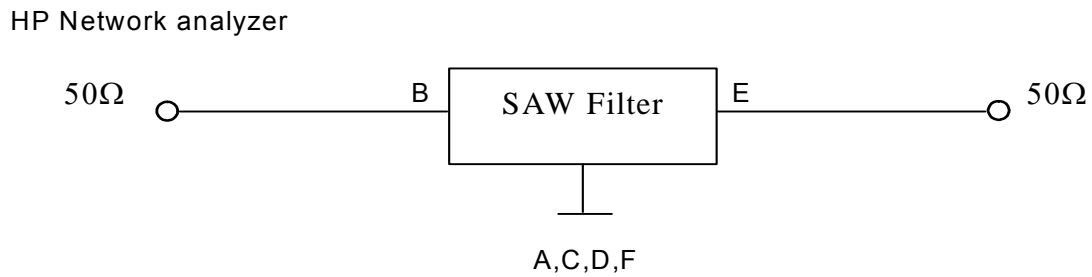 HP Network analyzer
50Ω B SAW Filter E 50Ω
A,C,D,F